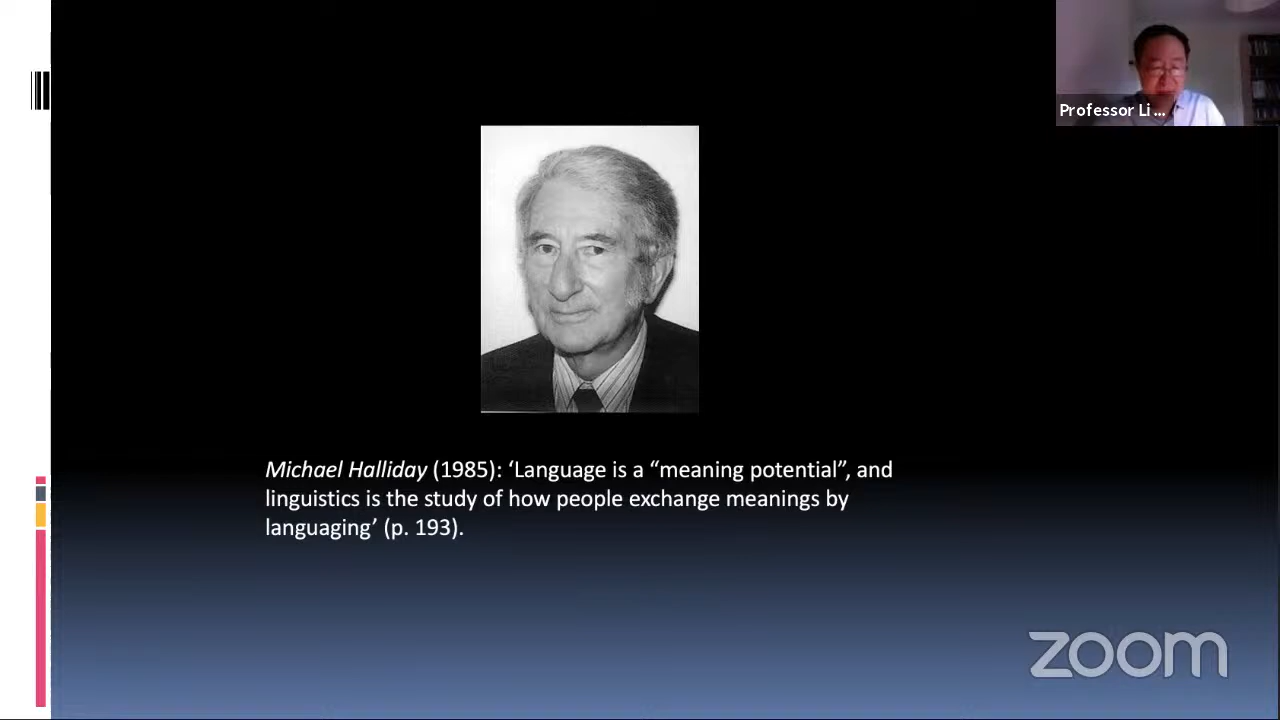 Professor Li ...
Michael Halliday (1985): ‘Language is a “meaning potential”, and
linguistics is the study of how people exchange meanings by
languaging’ (p. 193).
zoom